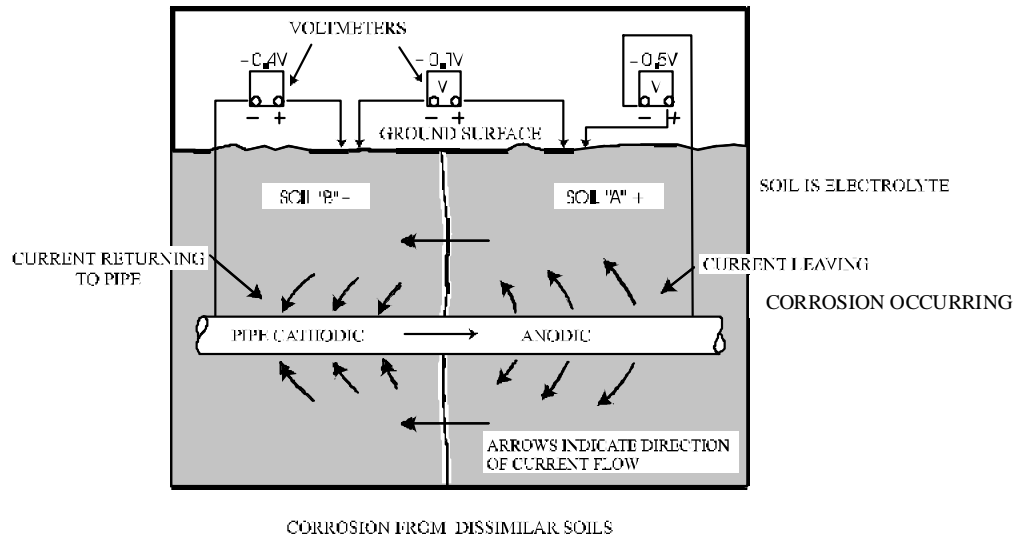 VOLTMETERS
-0.4V
-0.1V
-0.5V
V
V
- +
- +
- +
GROUND SURFACE
SOIL "B" -
SOIL "A" +
SOIL IS ELECTROLYTE
CURRENT RETURNING
TO PIPE
CURRENT LEAVING
CORROSION OCCURRING
PIPE CATHODIC
ANODIC
ARROWS INDICATE DIRECTION
OF CURRENT FLOW
CORROSION FROM DISSIMILAR SOILS